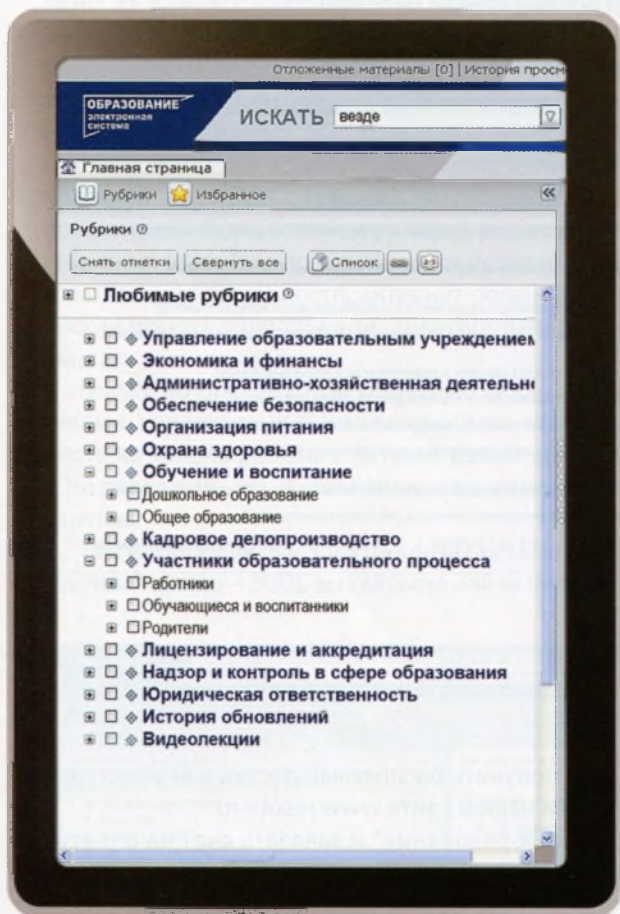 Отложенные материалы [0] | История просм
ОБРАЗОВАНИЕ
электронная
система
ИСКАТЬ везде
Главная страница
Рубрики Избранное
Рубрики
Снять отметки Свернуть все Список
Любимые рубрики
Управление образовательным учреждением
Экономика и финансы
Административно-хозяйственная деятельно
Обеспечение безопасности
Организация питания
Охрана здоровья
Обучение и воспитание
Дошкольное образование
Общее образование
Кадровое делопроизводство
Участники образовательного процесса
Работники
Обучающиеся и воспитанники
Родители
Лицензирование и аккредитация
Надзор и контроль в сфере образования
Юридическая ответственность
История обновлений
Видеолекции